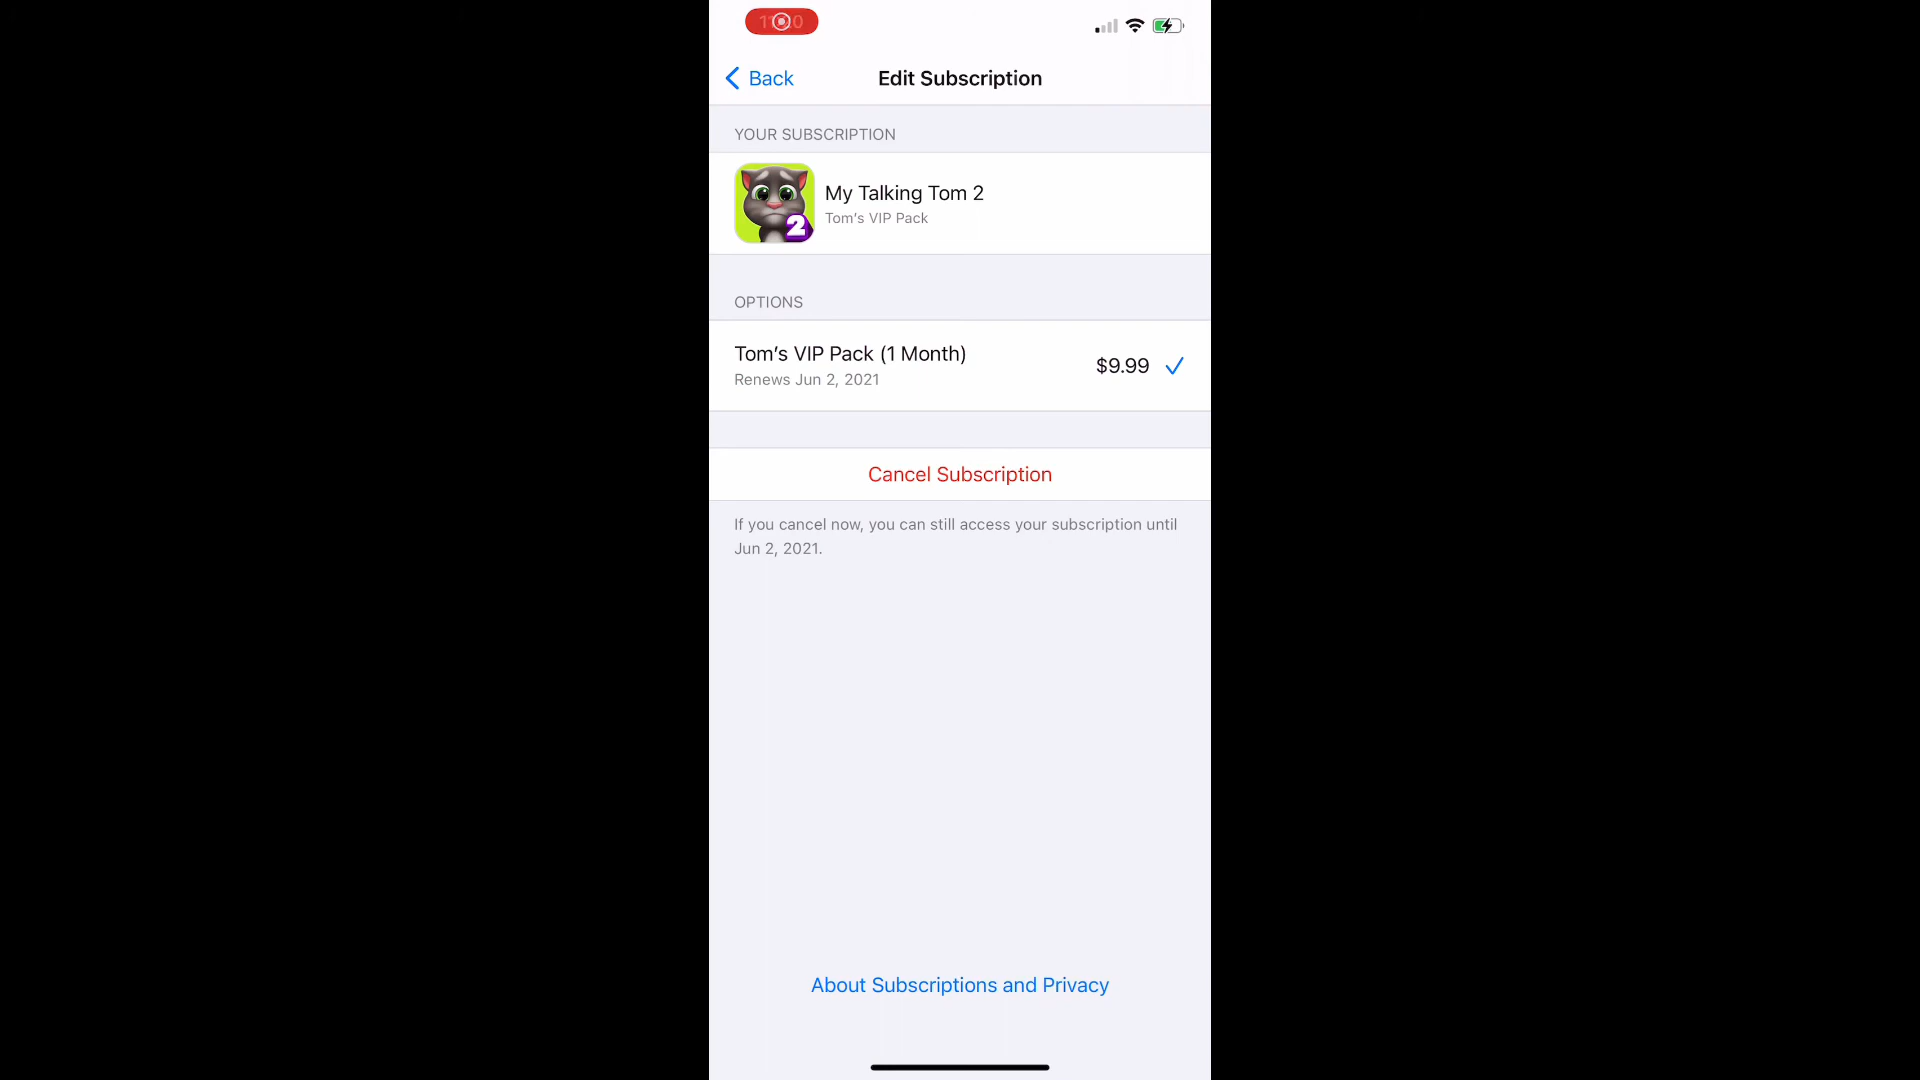 Back
Edit Subscription
YOUR SUBSCRIPTION
2
My Talking Tom 2
Tom's VIP Pack
OPTIONS
Tom's VIP Pack (1 Month)
$9.99
Renews Jun 2, 2021
Cancel Subscription
If you cancel now, you can still access your subscription until
Jun 2, 2021.
About Subscriptions and Privacy